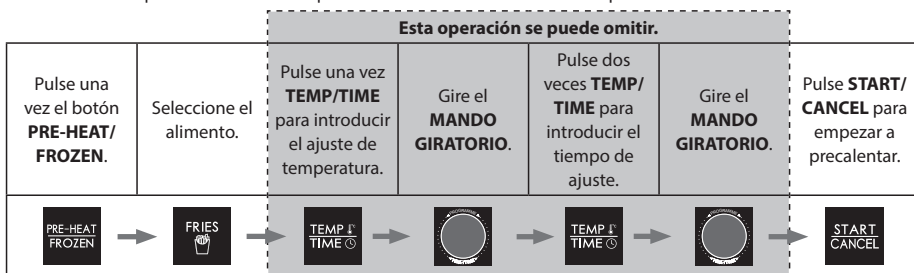 Esta operación se puede omitir.
Pulse una
vez el botón
PRE-HEAT/
FROZEN.
Seleccione el
alimento.
Pulse una vez
TEMP/TIME
para introducir
el ajuste de
temperatura.
Gire el
MANDO
GIRATORIO.
Pulse dos
veces TEMP/
TIME para
introducir el
tiempo de
ajuste.
Gire el
MANDO
GIRATORIO.
Pulse START/
CANCEL para
empezar a
precalentar.
PRE-HEAT
FROZEN
FRIES
TEMP
TIME
TEMP
TIME
START
CANCEL